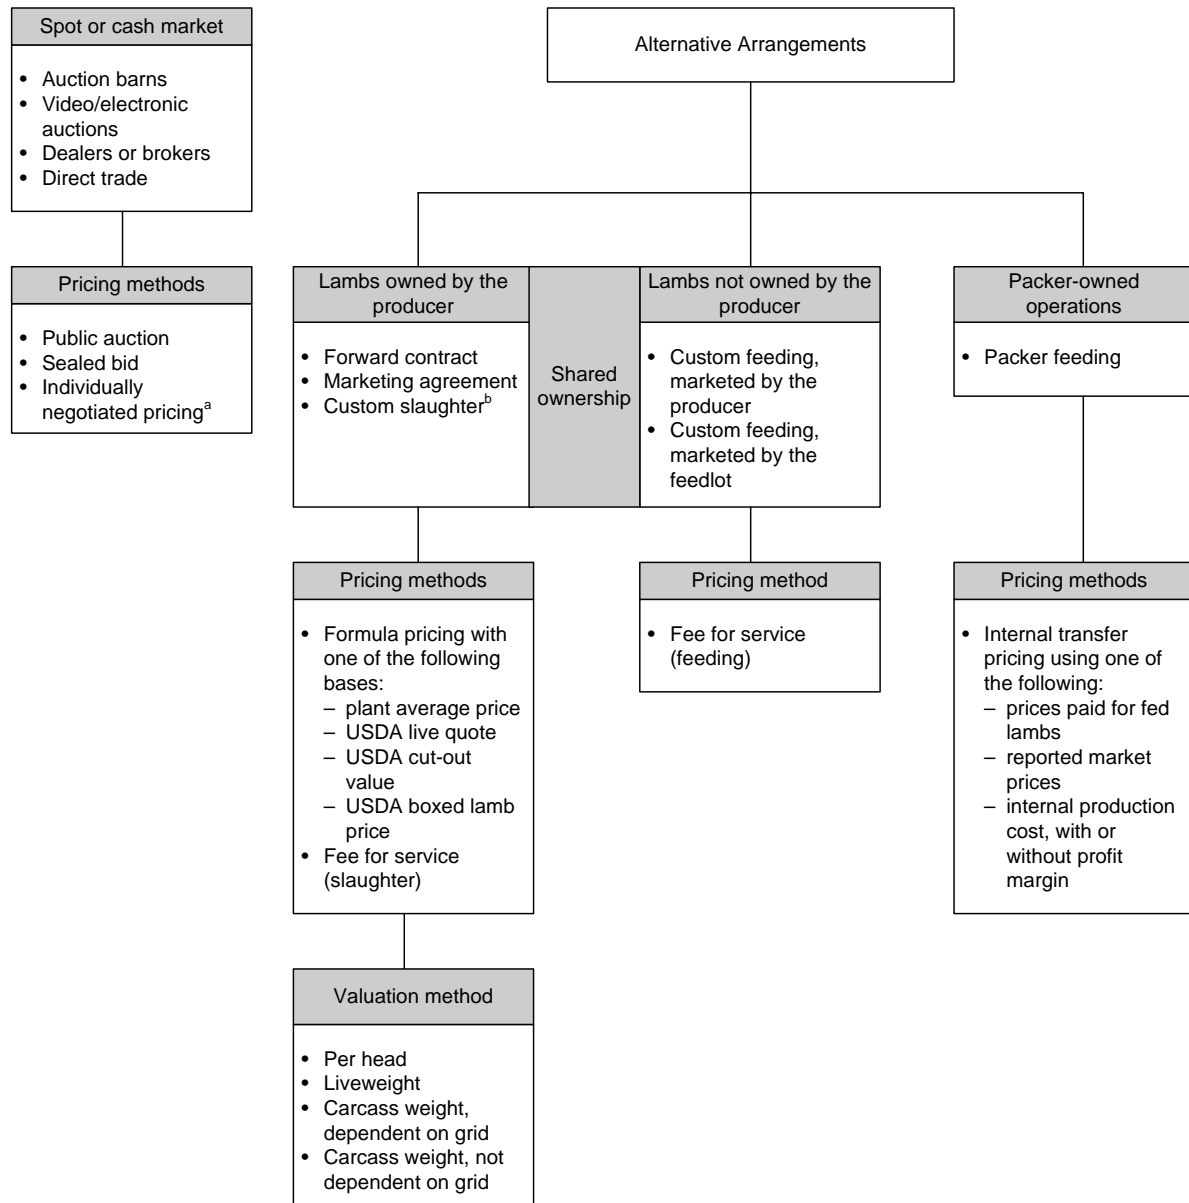 Spot or cash market
• Auction barns
• Video/electronic
auctions
• Dealers or brokers
• Direct trade
Pricing methods
• Public auction
• Sealed bid
• Individually
negotiated pricingᵃ
Alternative Arrangements
Lambs owned by the
producer
• Forward contract
• Marketing agreement
• Custom slaughterᵇ
Shared
ownership
Lambs not owned by the
producer
• Custom feeding,
marketed by the
producer
• Custom feeding,
marketed by the
feedlot
Packer-owned
operations
• Packer feeding
Pricing methods
• Formula pricing with
one of the following
bases:
– plant average price
– USDA live quote
– USDA cut-out
value
– USDA boxed lamb
price
• Fee for service
(slaughter)
Pricing method
• Fee for service
(feeding)
Pricing methods
• Internal transfer
pricing using one of
the following:
– prices paid for fed
lambs
– reported market
prices
– internal production
cost, with or
without profit
margin
Valuation method
• Per head
• Liveweight
• Carcass weight,
dependent on grid
• Carcass weight, not
dependent on grid